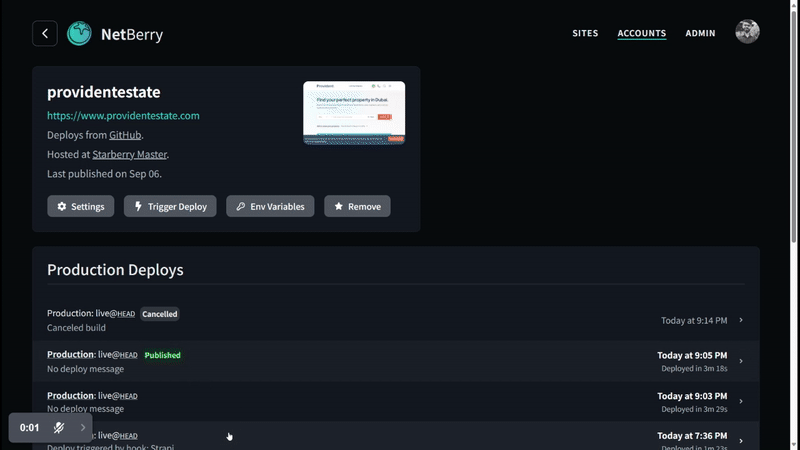 NetBerry
SITES
ACCOUNTS
ADMIN
providentestate
https://www.providentestate.com
Deploys from GitHub.
Hosted at Starberry Master.
Last published on Sep 06.
Find your perfect property in Dubai.
Settings
Trigger Deploy
Env Variables
Remove
Production Deploys
Production: live@HEAD Cancelled
Canceled build
Today at 9:14 PM
Production: live@HEAD Published
No deploy message
Today at 9:05 PM
Deployed in 3m 18s
Production: live@HEAD
No deploy message
Today at 9:03 PM
Deployed in 3m 29s
0:01
live@HEAD
Deploy triggered by hook: Strapi
Today at 7:36 PM
Deployed in 1m 23s